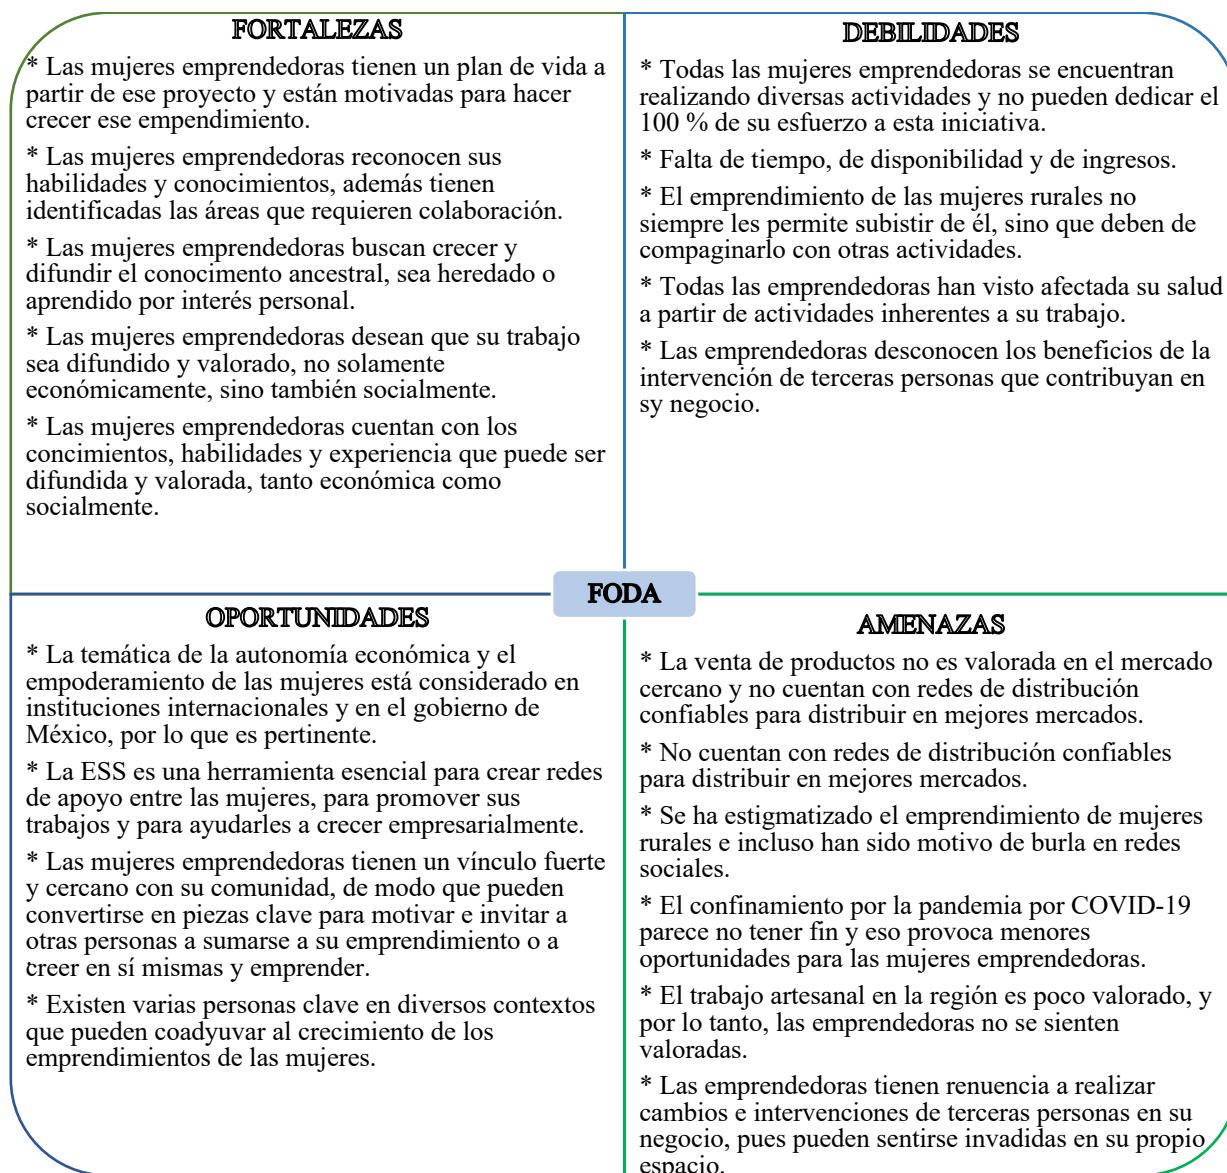 FORTALEZAS
* Las mujeres emprendedoras tienen un plan de vida a
partir de ese proyecto y están motivadas para hacer
crecer ese empendimiento.
* Las mujeres emprendedoras reconocen sus
habilidades y conocimientos, además tienen
identificadas las áreas que requieren colaboración.
* Las mujeres emprendedoras buscan crecer y
difundir el conocimento ancestral, sea heredado o
aprendido por interés personal.
* Las mujeres emprendedoras desean que su trabajo
sea difundido y valorado, no solamente
económicamente, sino también socialmente.
* Las mujeres emprendedoras cuentan con los
concimientos, habilidades y experiencia que puede ser
difundida y valorada, tanto económica como
socialmente.
DEBILIDADES
* Todas las mujeres emprendedoras se encuentran
realizando diversas actividades y no pueden dedicar el
100 % de su esfuerzo a esta iniciativa.
* Falta de tiempo, de disponibilidad y de ingresos.
* El emprendimiento de las mujeres rurales no
siempre les permite subistir de él, sino que deben de
compaginarlo con otras actividades.
* Todas las emprendedoras han visto afectada su salud
a partir de actividades inherentes a su trabajo.
* Las emprendedoras desconocen los beneficios de la
intervención de terceras personas que contribuyan en
sy negocio.
FODA
OPORTUNIDADES
* La temática de la autonomía económica y el
empoderamiento de las mujeres está considerado en
instituciones internacionales y en el gobierno de
México, por lo que es pertinente.
* La ESS es una herramienta esencial para crear redes
de apoyo entre las mujeres, para promover sus
trabajos y para ayudarles a crecer empresarialmente.
* Las mujeres emprendedoras tienen un vínculo fuerte
y cercano con su comunidad, de modo que pueden
convertirse en piezas clave para motivar e invitar a
otras personas a sumarse a su emprendimiento o a
creer en sí mismas y emprender.
* Existen varias personas clave en diversos contextos
que pueden coadyuvar al crecimiento de los
emprendimientos de las mujeres.
AMENAZAS
* La venta de productos no es valorada en el mercado
cercano y no cuentan con redes de distribución
confiables para distribuir en mejores mercados.
* No cuentan con redes de distribución confiables
para distribuir en mejores mercados.
* Se ha estigmatizado el emprendimiento de mujeres
rurales e incluso han sido motivo de burla en redes
sociales.
* El confinamiento por la pandemia por COVID-19
parece no tener fin y eso provoca menores
oportunidades para las mujeres emprendedoras.
* El trabajo artesanal en la región es poco valorado, y
por lo tanto, las emprendedoras no se sienten
valoradas.
* Las emprendedoras tienen renuencia a realizar
cambios e intervenciones de terceras personas en su
negocio, pues pueden sentirse invadidas en su propio
espacio.